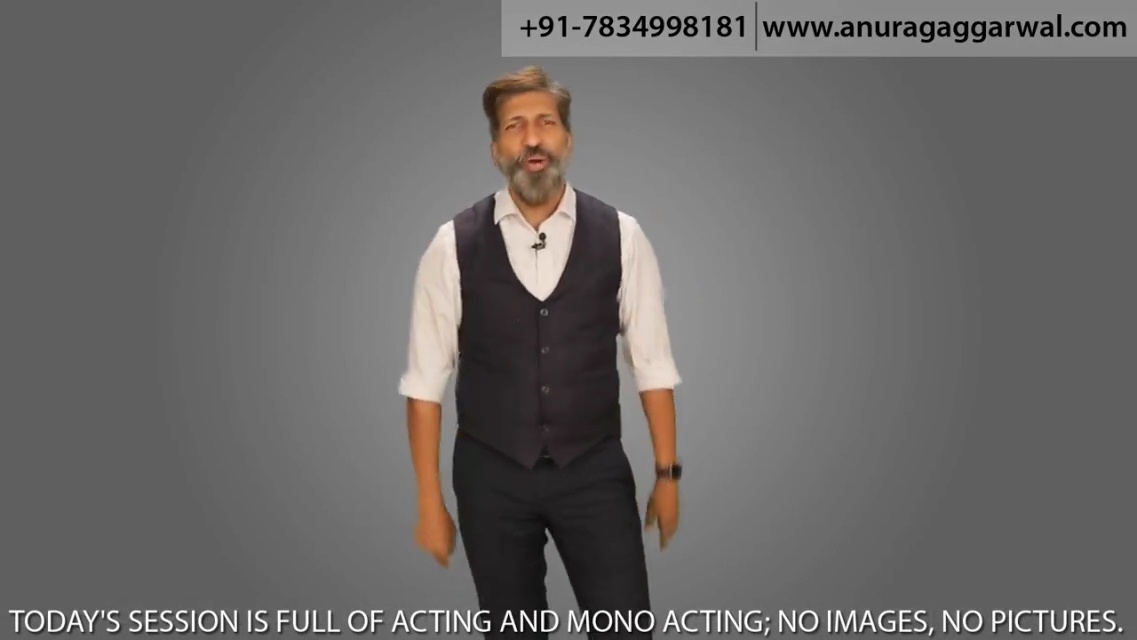 +91-7834998181 | www.anuragaggarwal.com
TODAY'S SESSION IS FULL OF ACTING AND MONO ACTING; NO IMAGES, NO PICTURES.